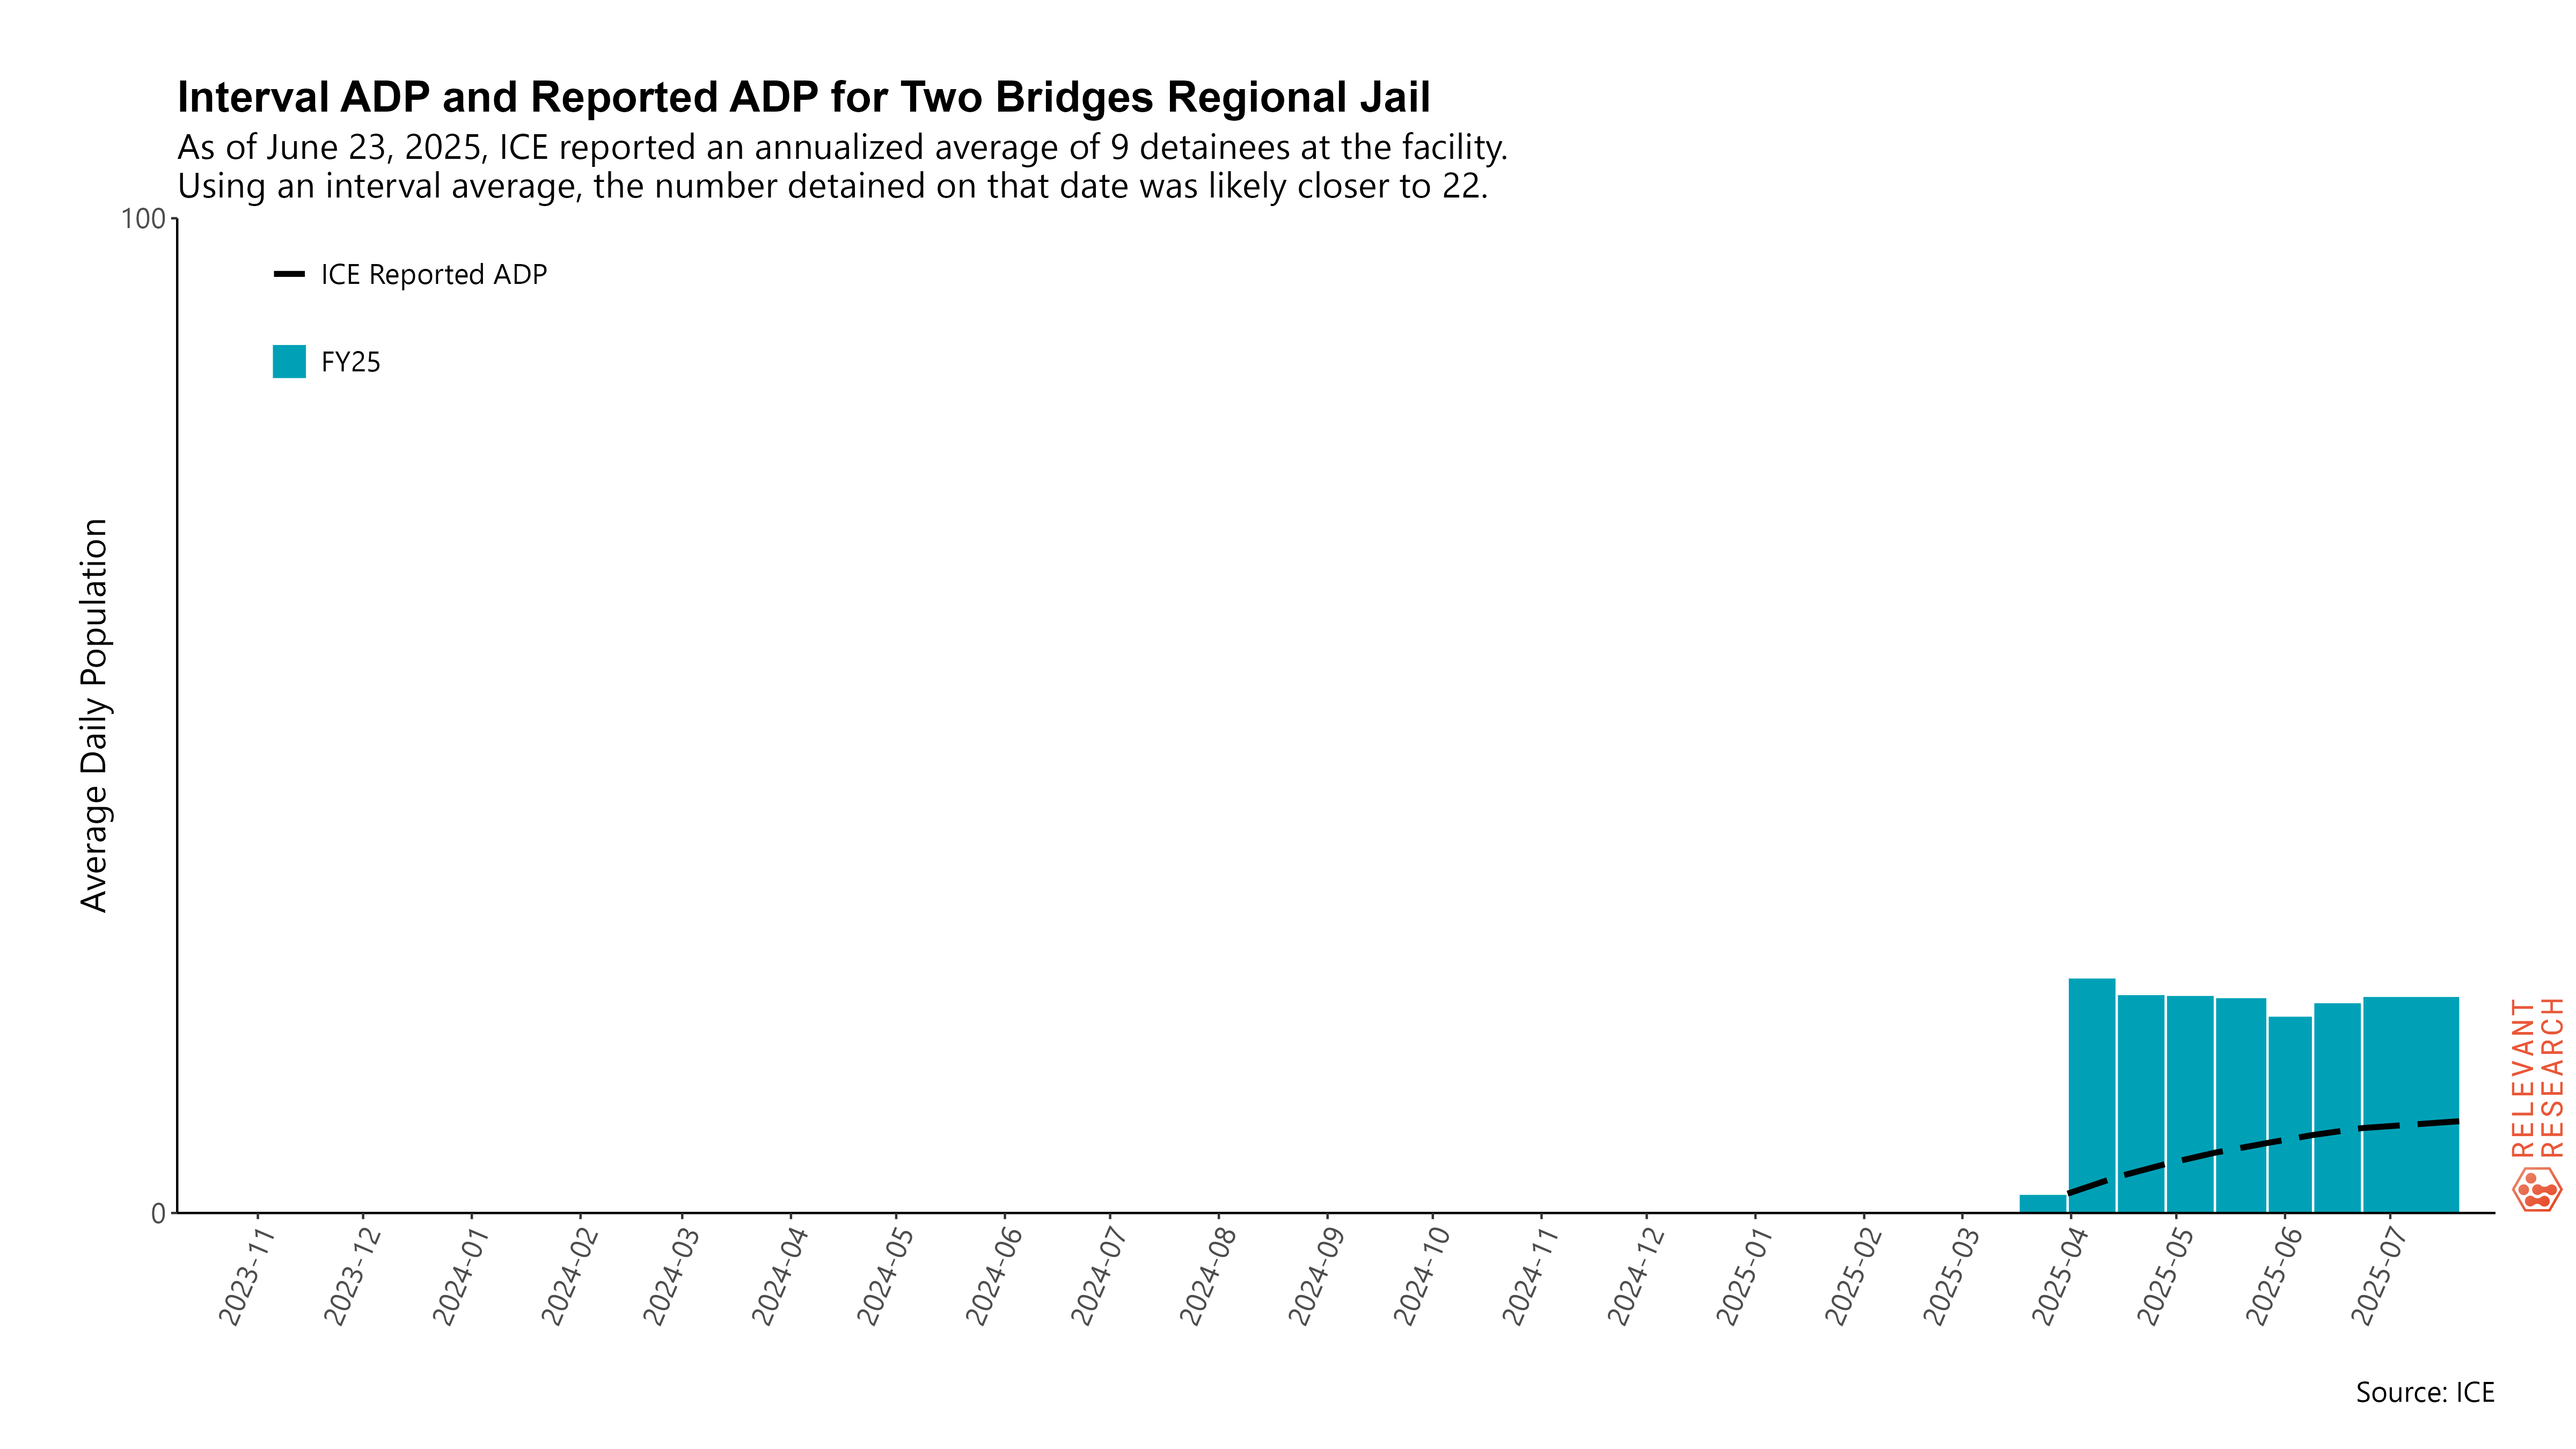 Interval ADP and Reported ADP for Two Bridges Regional Jail
As of June 23, 2025, ICE reported an annualized average of 9 detainees at the facility.
Using an interval average, the number detained on that date was likely closer to 22.
100
ICE Reported ADP
FY25
Average Daily Population
0
2023-11
2023-12
2024-01
2024-02
2024-03
2024-04
2024-05
2024-06
2024-07
2024-08
2024-09
2024-10
2024-11
2024-12
2025-01
2025-02
2025-03
2025-04
2025-05
2025-06
2025-07
RELEVANT
RESEARCH
Source: ICE